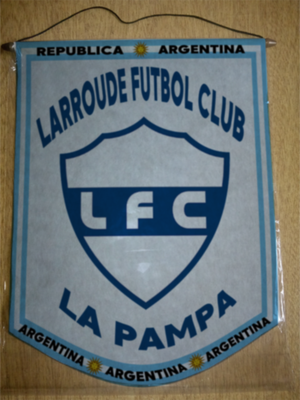 REPUBLICA ARGENTINA
LARROUDE FUTBOL CLUB
LFC
LA PAMPA
ARGENTINA ARGENTINA ARGENTINA